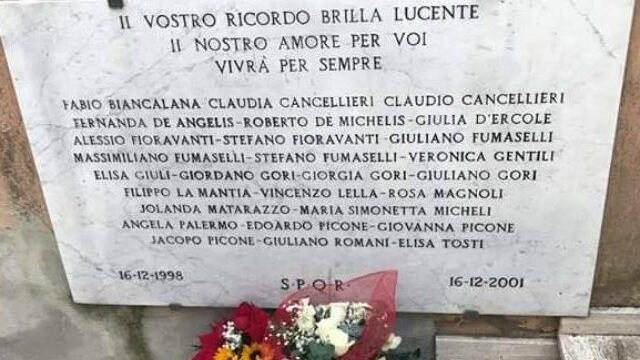 IL VOSTRO RICORDO BRILLA LUCENTE
IL NOSTRO AMORE PER VOI
VIVRÀ PER SEMPRE
FABIO BIANCALANA CLAUDIA CANCELLIERI CLAUDIO CANCELLIERI
FERNANDA DE ANGELIS-ROBERTO DE MICHELIS-GIULIA D'ERCOLE
ALESSIO FIORAVANTI-STEFANO FIORAVANTI-GIULIANO FUMASELLI
MASSIMILIANO FUMASELLI-STEFANO FUMASELLI-VERONICA GENTILI
ELISA GIULI-GIORDANO GORI-GIORGIA GORI-GIULIANO GORI
FILIPPO LA MANTIA-VINCENZO LELLA-ROSA MAGNOLI
JOLANDA MATARAZZO-MARIA SIMONETTA MICHELI
ANGELA PALERMO-EDOARDO PICONE-GIOVANNA PICONE
JACOPO PICONE-GIULIANO ROMANI-ELISA TOSTI
16-12-1998 S·P·Q·R· 16-12-2001